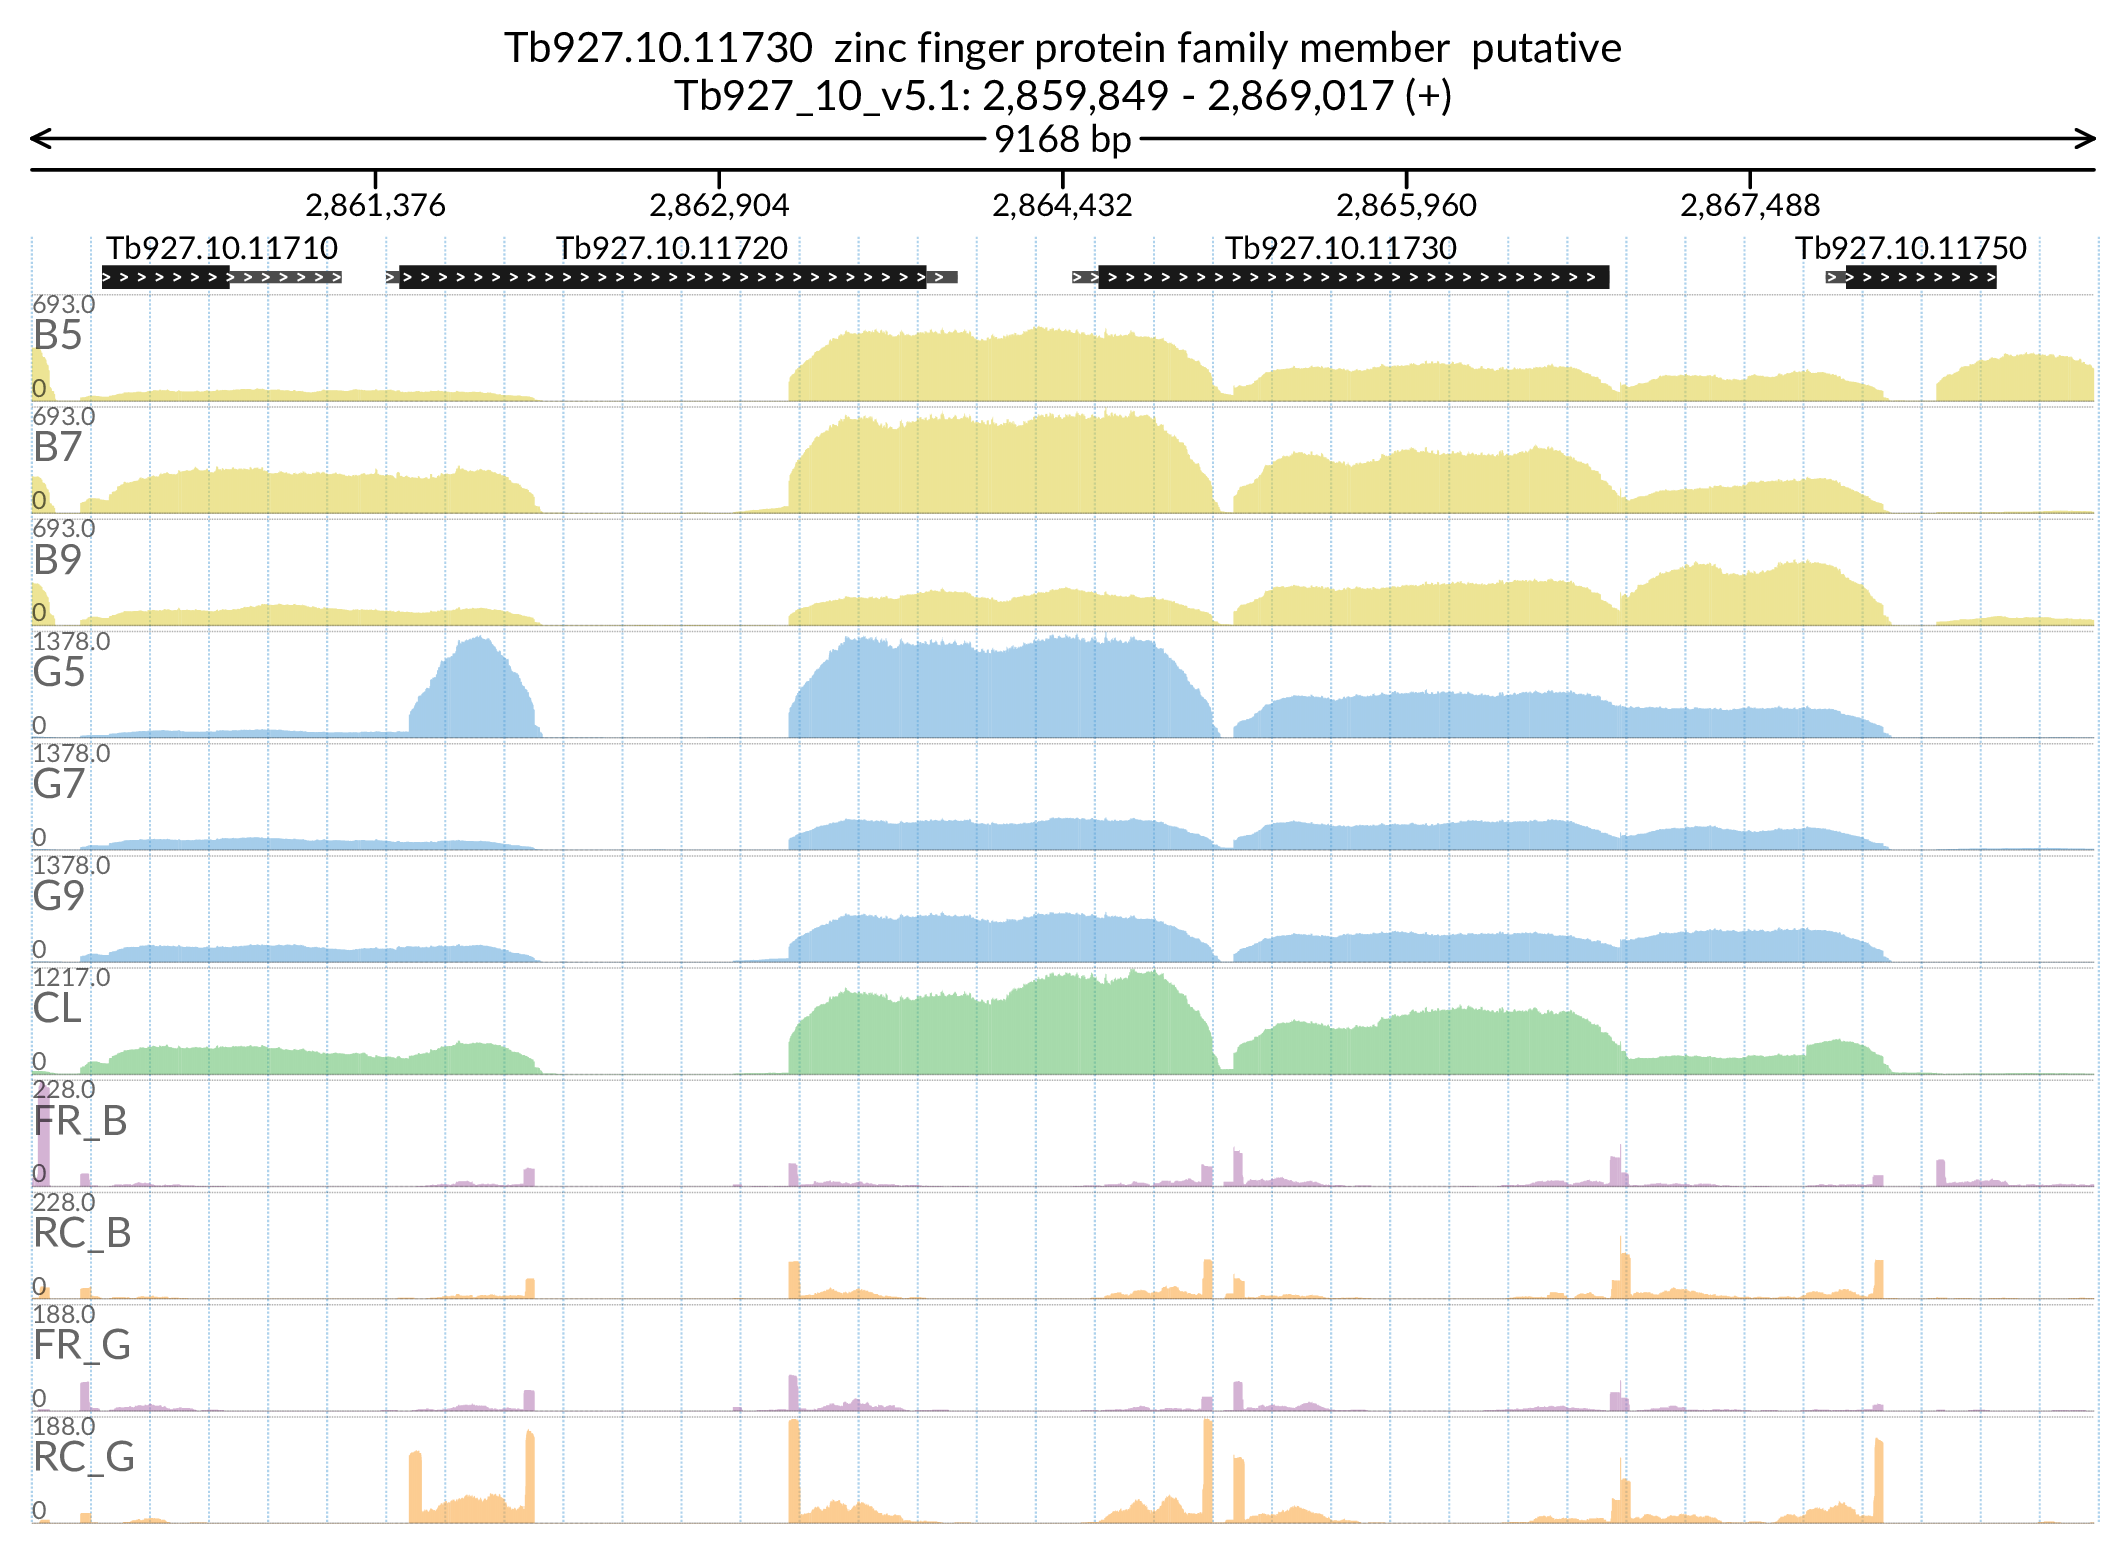 Tb927.10.11730  zinc finger protein family member  putative
Tb927_10_v5.1: 2,859,849 - 2,869,017 (+)
9168 bp
2,861,376 2,862,904 2,864,432 2,865,960 2,867,488
Tb927.10.11710 Tb927.10.11720 Tb927.10.11730 Tb927.10.11750
693.0
B5
0
693.0
B7
0
693.0
B9
0
1378.0
G5
0
1378.0
G7
0
1378.0
G9
0
1217.0
CL
0
228.0
FR_B
0
228.0
RC_B
0
188.0
FR_G
0
188.0
RC_G
0